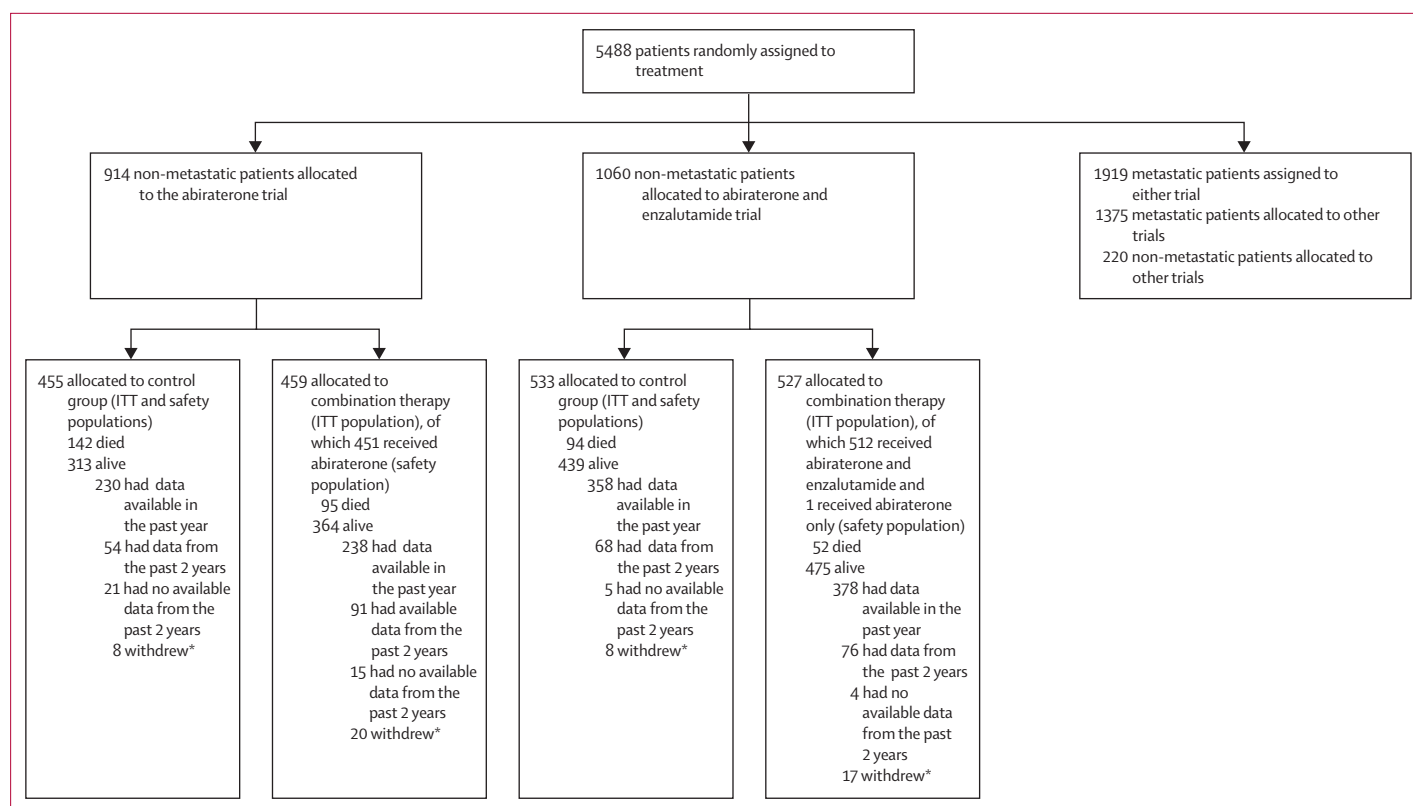 5488 patients randomly assigned to
treatment
914 non-metastatic patients allocated
to the abiraterone trial
1060 non-metastatic patients
allocated to abiraterone and
enzalutamide trial
1919 metastatic patients assigned to
either trial
1375 metastatic patients allocated to other
trials
220 non-metastatic patients allocated to
other trials
455 allocated to control
group (ITT and safety
populations)
142 died
313 alive
230 had data
available in
the past year
54 had data from
the past 2 years
21 had no available
data from the
past 2 years
8 withdrew*
459 allocated to
combination therapy
(ITT population), of
which 451 received
abiraterone (safety
population)
95 died
364 alive
238 had data
available in
the past year
91 had available
data from the
past 2 years
15 had no available
data from the
past 2 years
20 withdrew*
533 allocated to control
group (ITT and safety
populations)
94 died
439 alive
358 had data
available in
the past year
68 had data from
the past 2 years
5 had no available
data from the
past 2 years
8 withdrew*
527 allocated to
combination therapy
(ITT population), of
which 512 received
abiraterone and
enzalutamide and
1 received abiraterone
only (safety population)
52 died
475 alive
378 had data
available in the
past year
76 had data from
the past 2 years
4 had no
available data
from the past
2 years
17 withdrew*